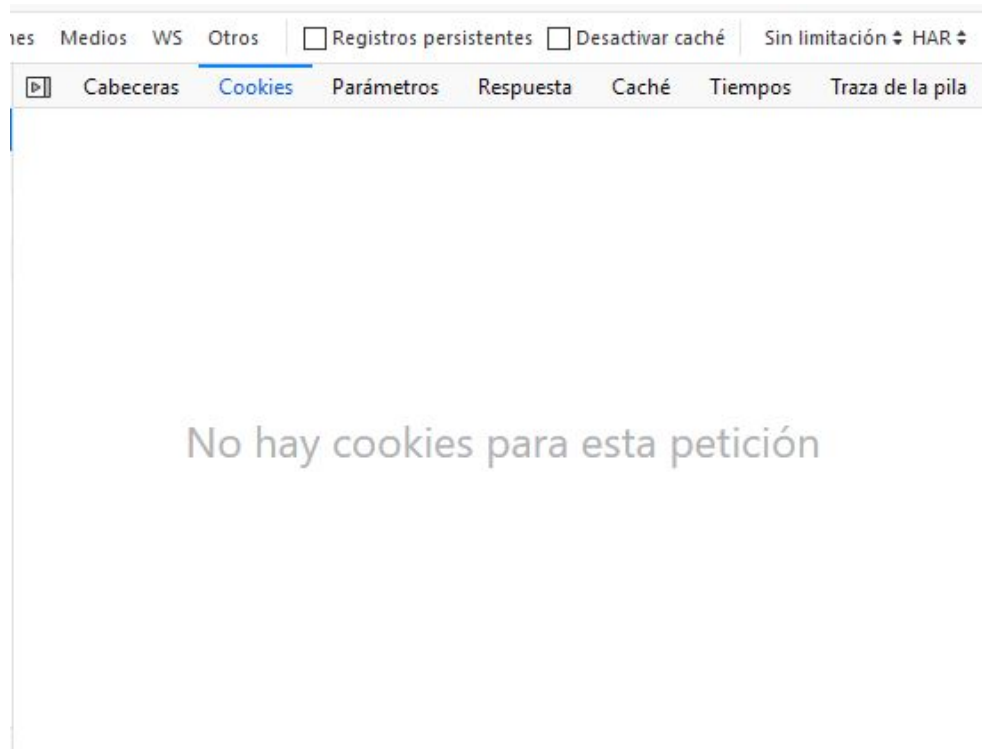 nes Medios WS Otros Registros persistentes Desactivar caché Sin limitación HAR
Cabeceras Cookies Parámetros Respuesta Caché Tiempos Traza de la pila
No hay cookies para esta petición